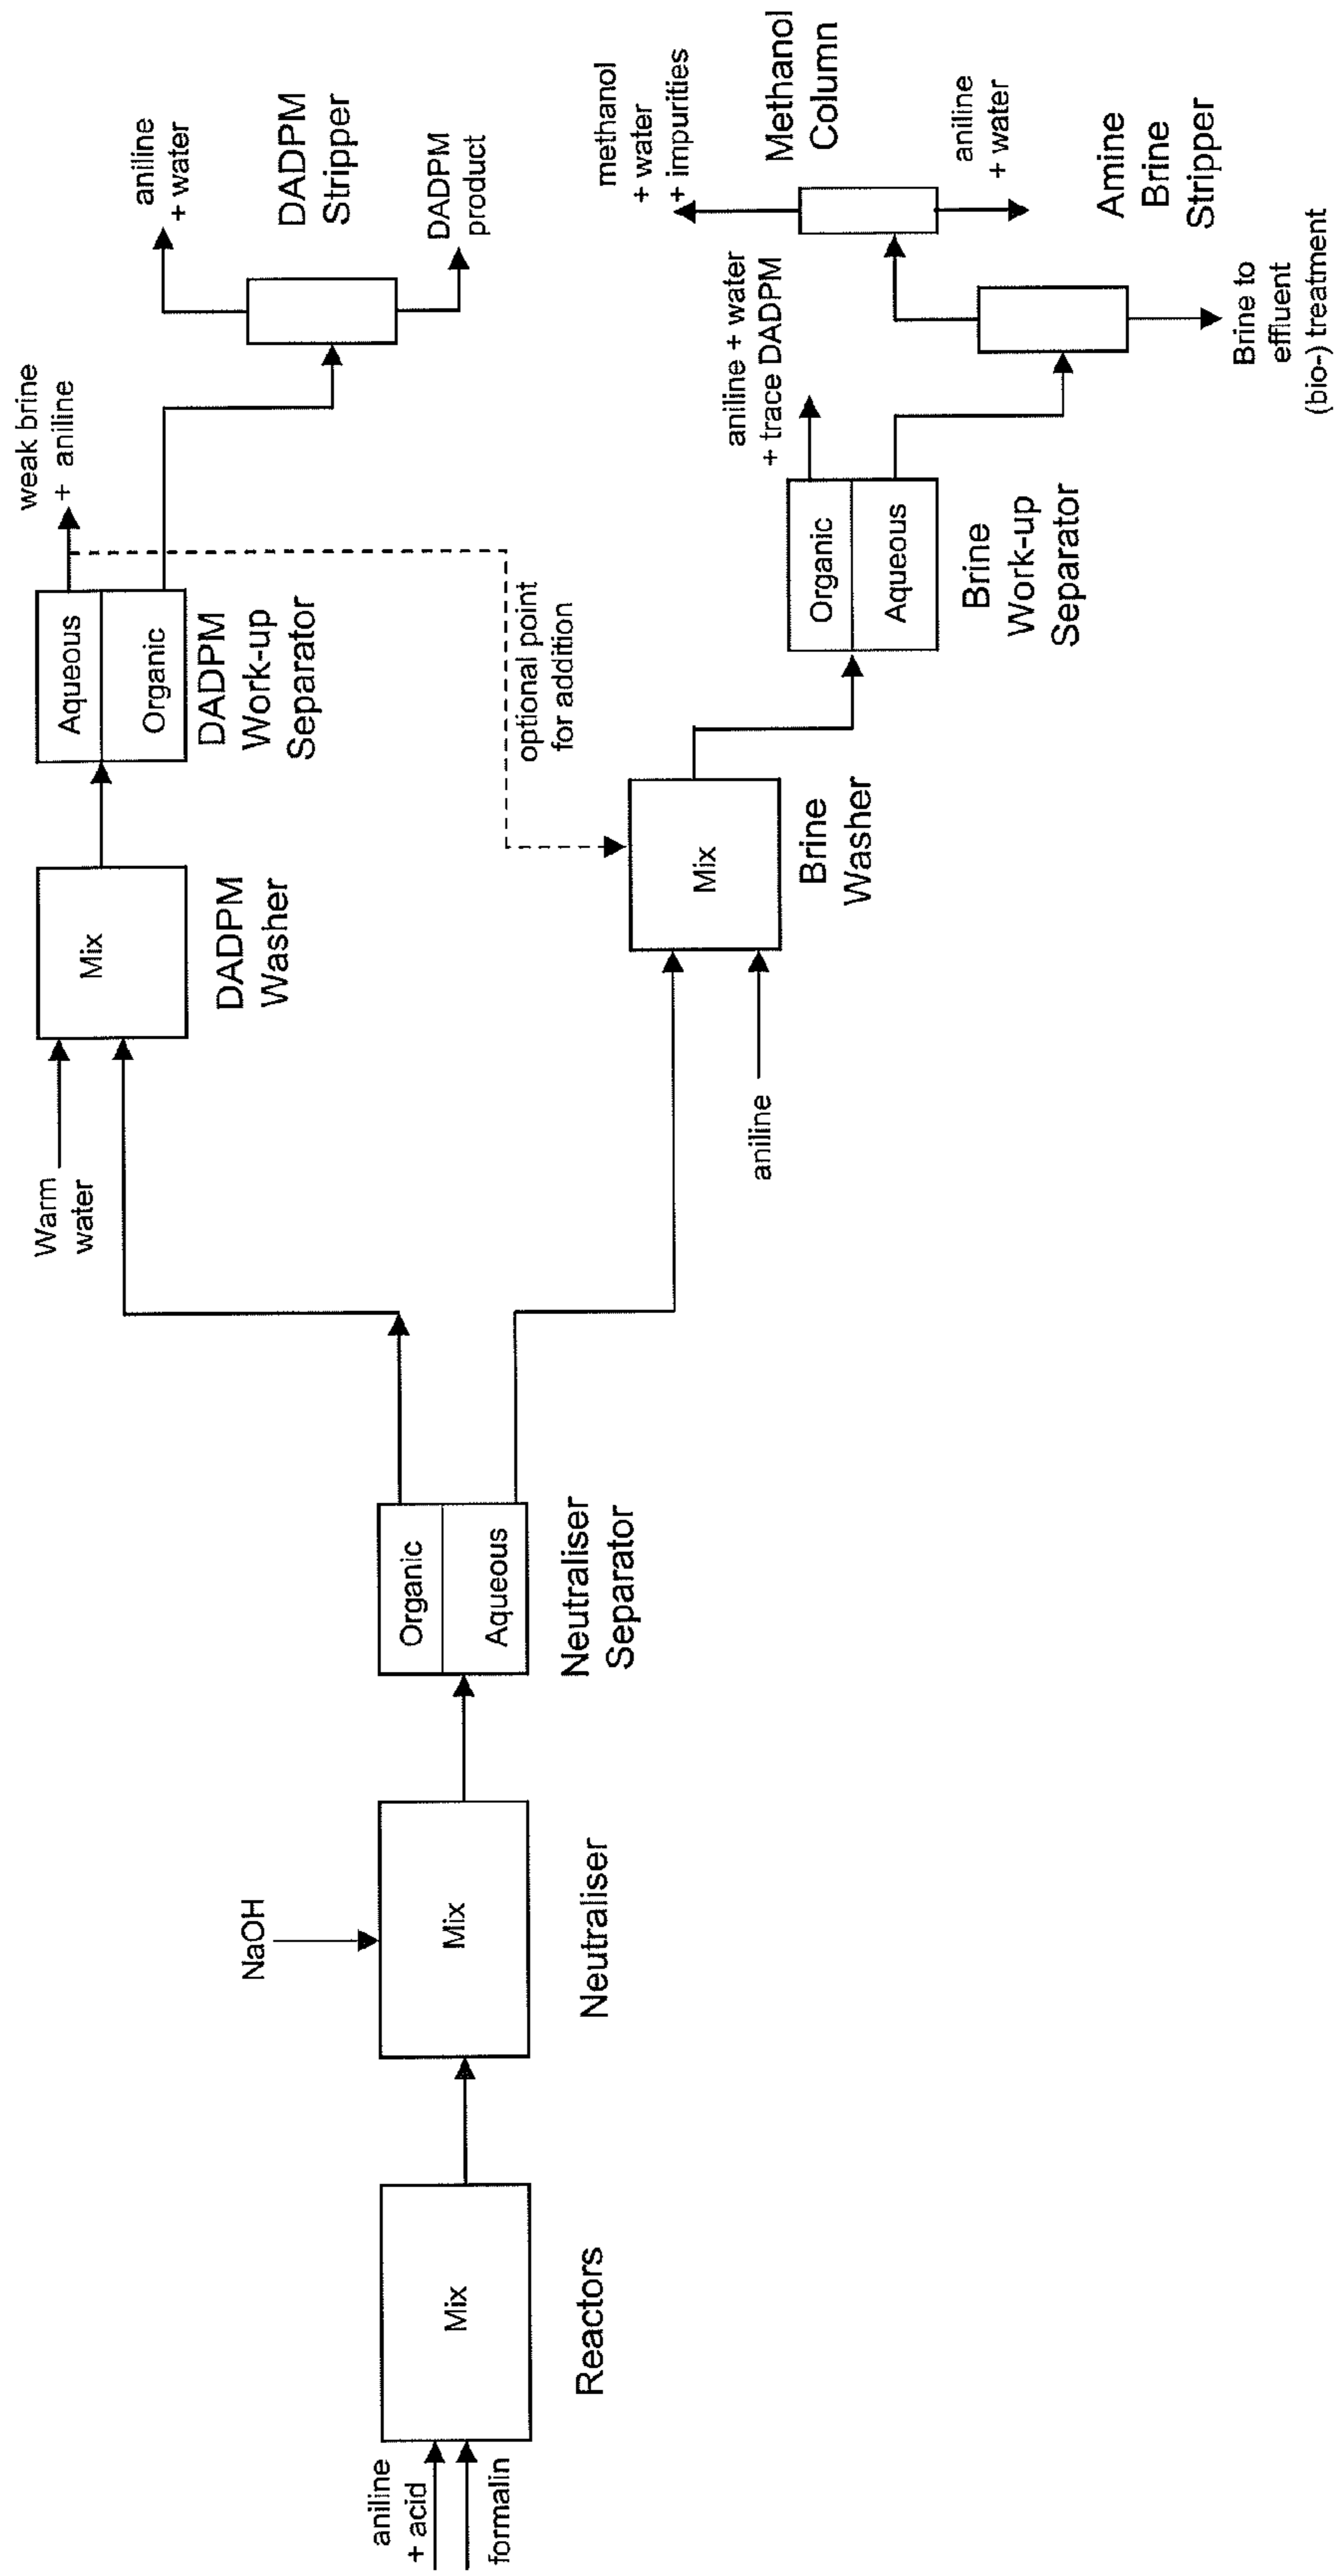 aniline
+ acid
formalin
Mix
Reactors
NaOH
Mix
Neutraliser
Organic
Aqueous
Neutraliser
Separator
Warm
water
Mix
DADPM
Washer
Aqueous
Organic
DADPM
Work-up
Separator
weak brine
+ aniline
aniline
+ water
DADPM
Stripper
DADPM
product
optional point
for addition
aniline
Mix
Brine
Washer
Organic
Aqueous
Brine
Work-up
Separator
aniline + water
+ trace DADPM
methanol
+ water
+ impurities
Methanol
Column
aniline
+ water
Amine
Brine
Stripper
Brine to
effluent
(bio-) treatment